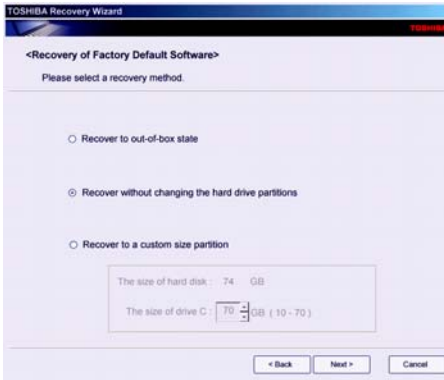 TOSHIBA Recovery Wizard
TOSHIBA
<Recovery of Factory Default Software>
Please select a recovery method.
Recover to out-of-box state
Recover without changing the hard drive partitions
Recover to a custom size partition
The size of hard disk : 74 GB
The size of drive C : 70 GB ( 10 - 70 )
< Back Next > Cancel